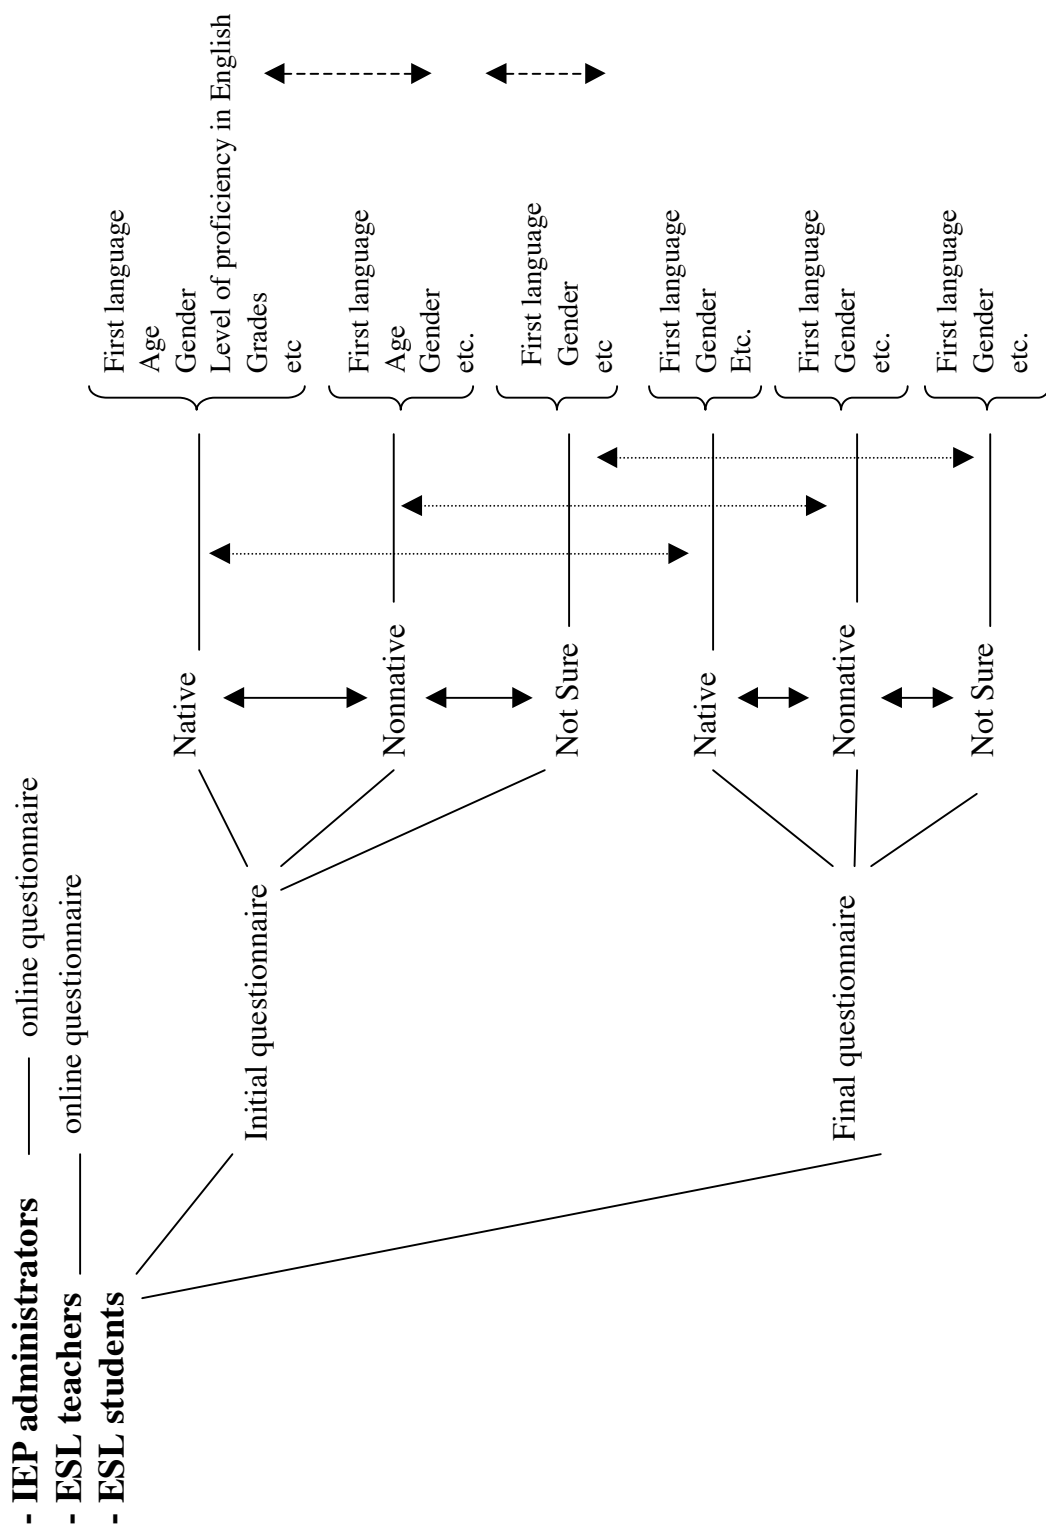 - IEP administrators online questionnaire
- ESL teachers online questionnaire
- ESL students
Initial questionnaire
Native
First language
Age
Gender
Level of proficiency in English
Grades
etc
Nonnative
First language
Age
Gender
etc.
Not Sure
First language
Gender
etc
Final questionnaire
Native
First language
Gender
Etc.
Nonnative
First language
Gender
etc.
Not Sure
First language
Gender
etc.